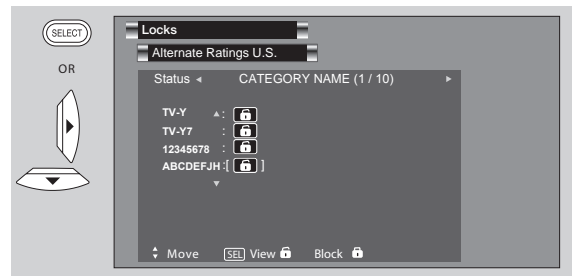 SELECT
OR
Locks
Alternate Ratings U.S.
Status ◂ CATEGORY NAME (1 / 10) ▸
TV-Y ▴:
TV-Y7 :
12345678 :
ABCDEFJH :[ ]
▾
Move SEL View Block